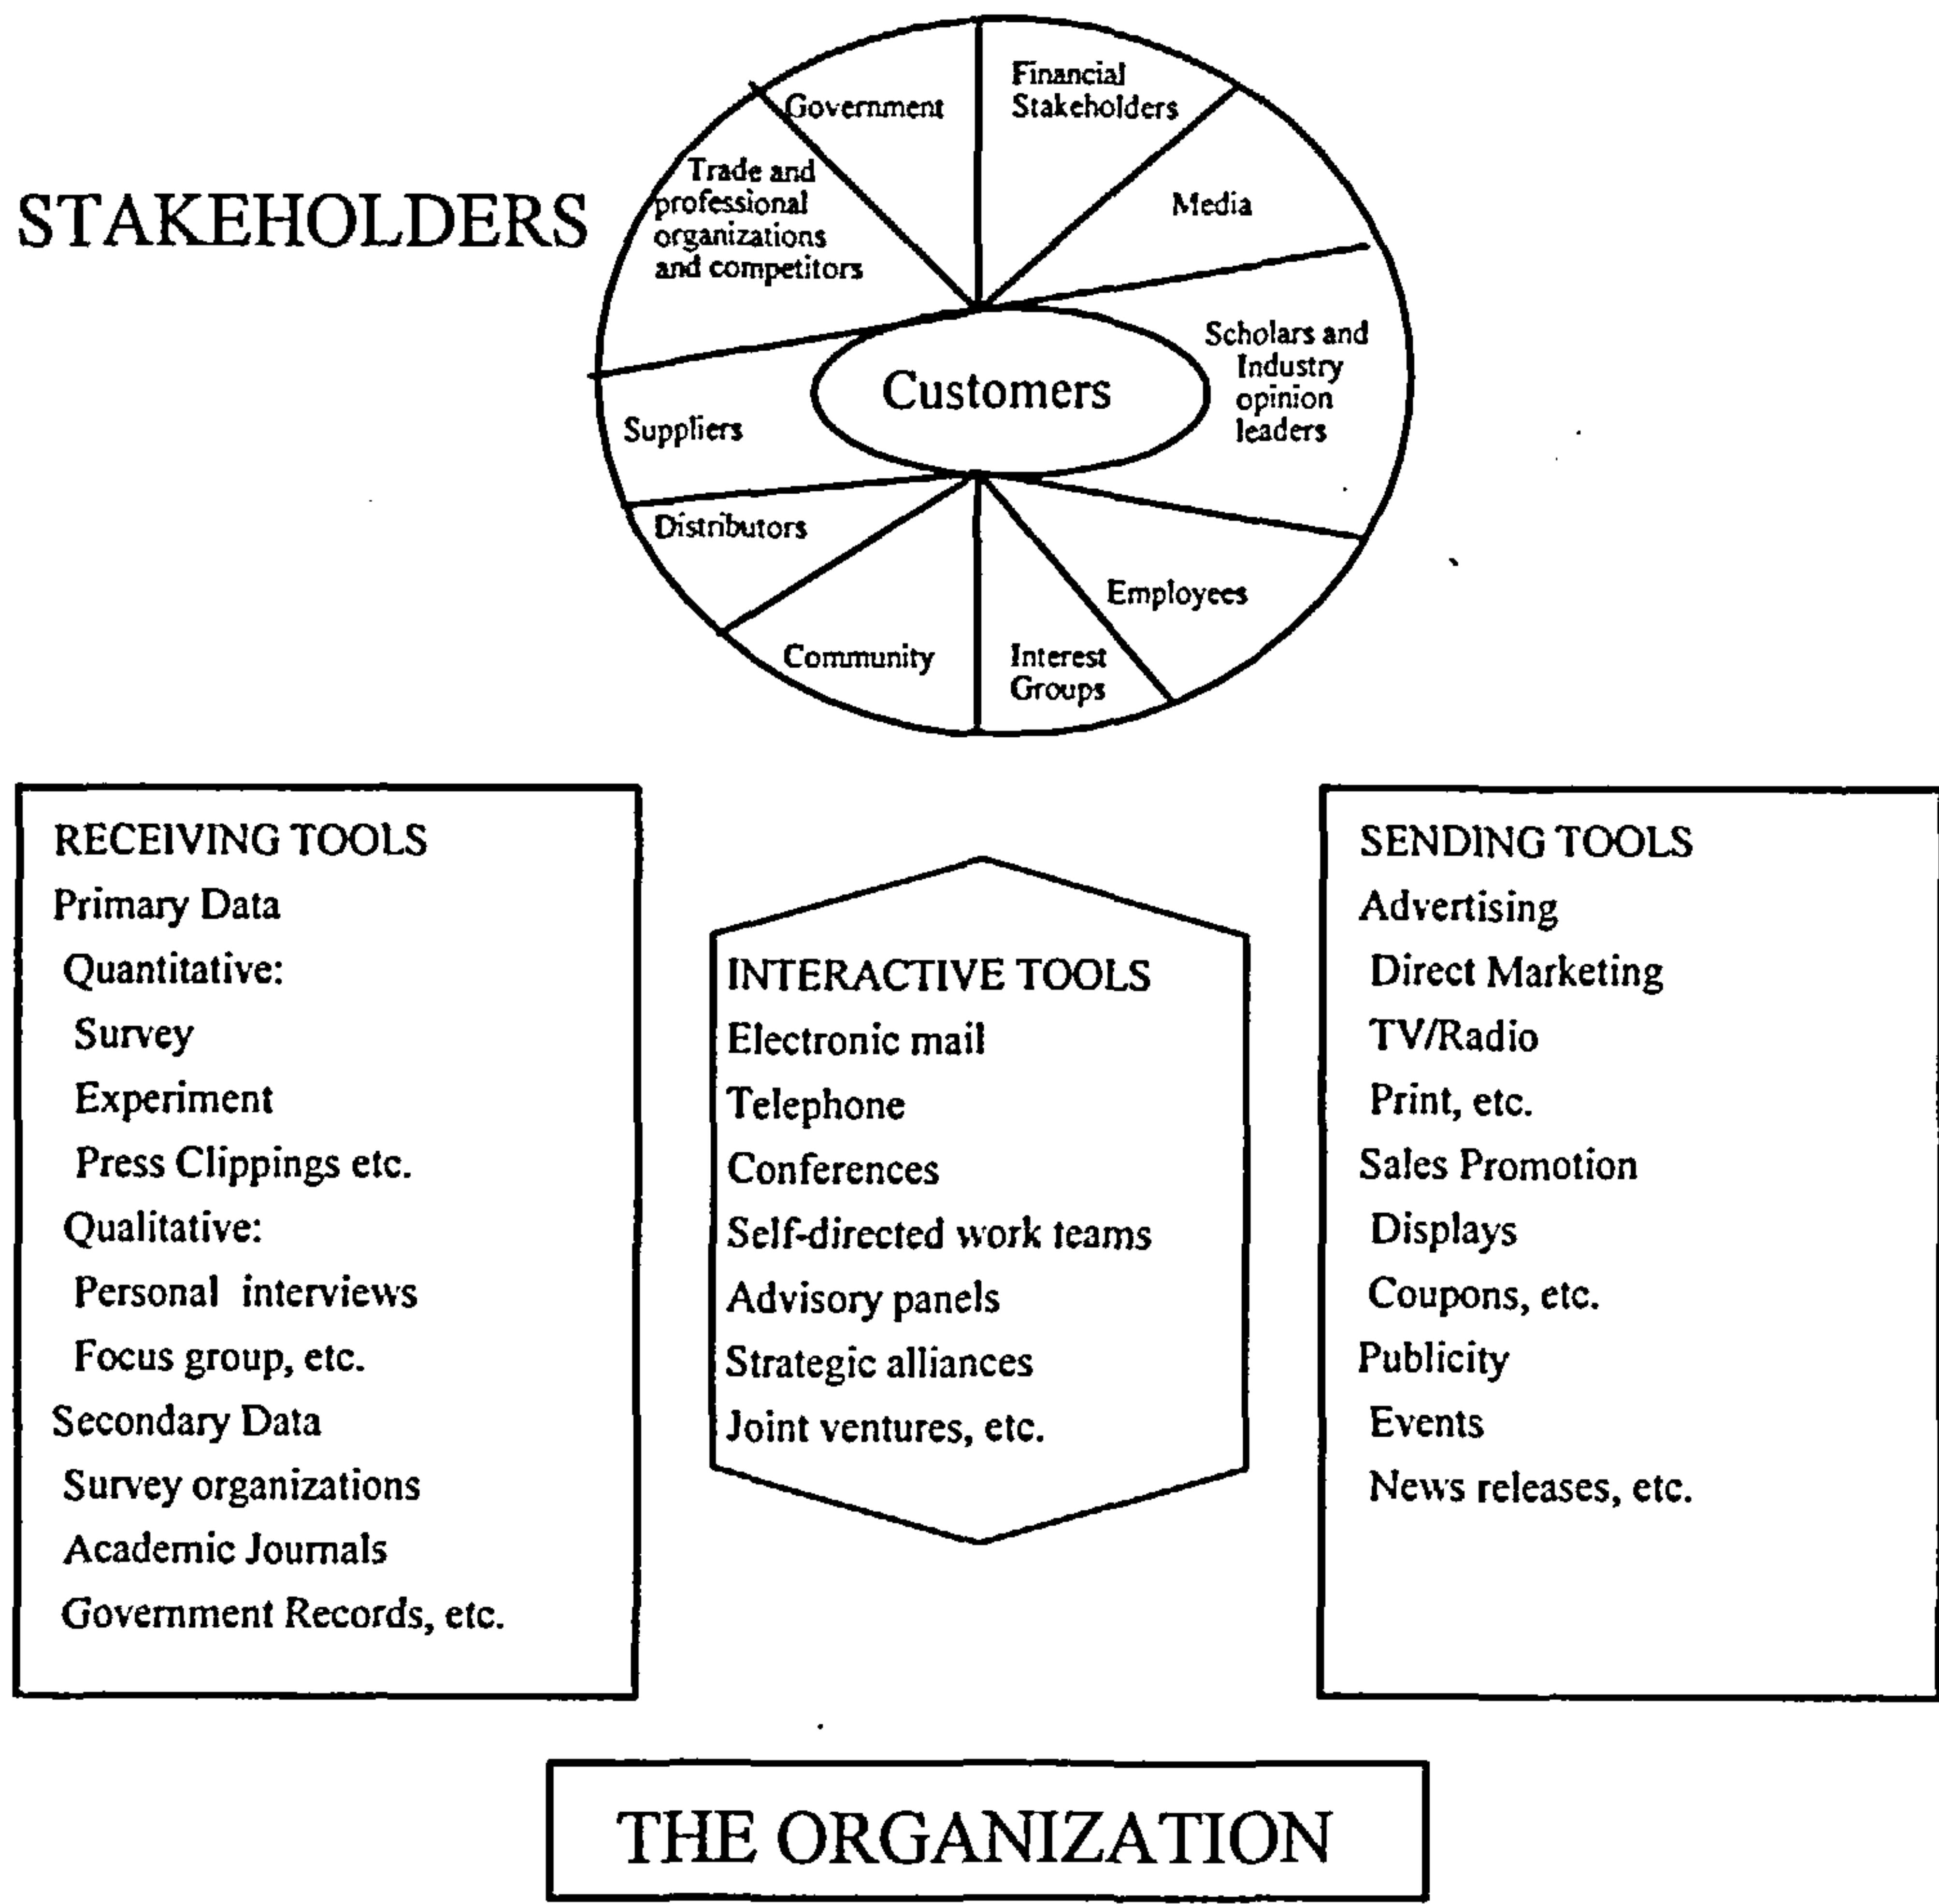 STAKEHOLDERS
Government
Financial
Stakeholders
Trade and
professional
organizations
and competitors
Media
Customers
Scholars and
Industry
opinion
leaders
Suppliers
Distributors
Employees
Community
Interest
Groups
RECEIVING TOOLS
Primary Data
Quantitative:
Survey
Experiment
Press Clippings etc.
Qualitative:
Personal interviews
Focus group, etc.
Secondary Data
Survey organizations
Academic Journals
Government Records, etc.
INTERACTIVE TOOLS
Electronic mail
Telephone
Conferences
Self-directed work teams
Advisory panels
Strategic alliances
Joint ventures, etc.
SENDING TOOLS
Advertising
Direct Marketing
TV/Radio
Print, etc.
Sales Promotion
Displays
Coupons, etc.
Publicity
Events
News releases, etc.
THE ORGANIZATION